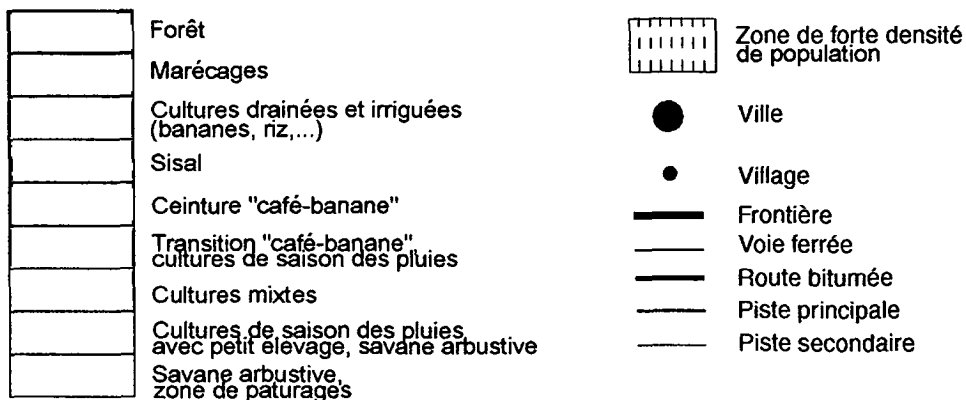 Forêt
Marécages
Cultures drainées et irriguées
(bananes, riz,...)
Sisal
Ceinture "café-banane"
Transition "café-banane"
cultures de saison des pluies
Cultures mixtes
Cultures de saison des pluies
avec petit élevage, savane arbustive
Savane arbustive,
zone de paturages
Zone de forte densité
de population
Ville
Village
Frontière
Voie ferrée
Route bitumée
Piste principale
Piste secondaire